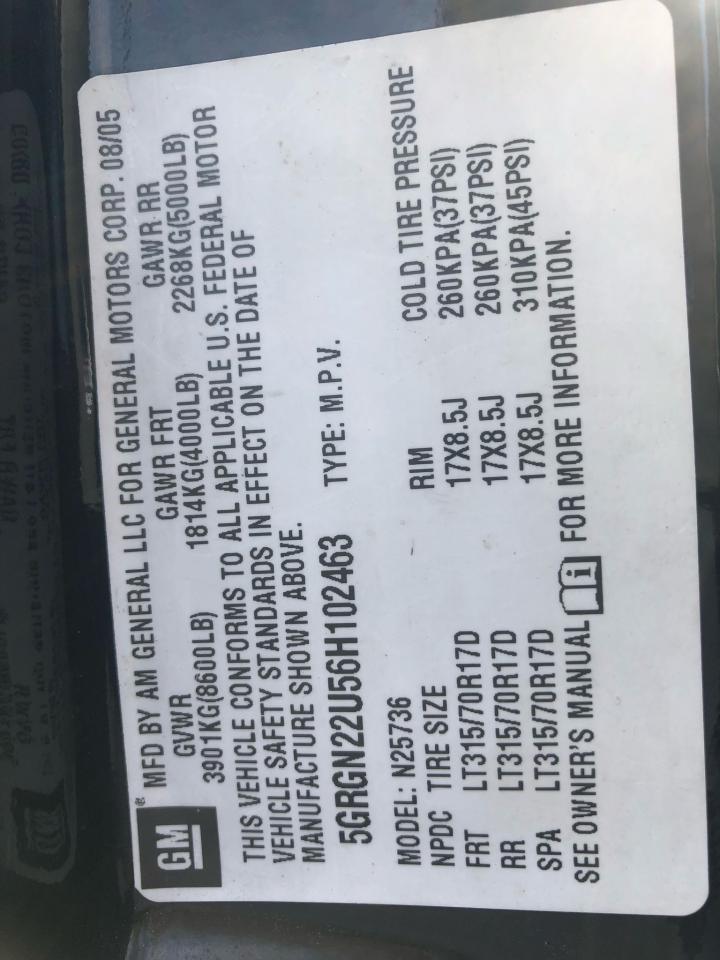 GM® MFD BY AM GENERAL LLC FOR GENERAL MOTORS CORP. 08/05
GVWR GAWR FRT GAWR RR
3901KG(8600LB) 1814KG(4000LB) 2268KG(5000LB)
THIS VEHICLE CONFORMS TO ALL APPLICABLE U.S. FEDERAL MOTOR
VEHICLE SAFETY STANDARDS IN EFFECT ON THE DATE OF
MANUFACTURE SHOWN ABOVE.
5GRGN22U56H102463 TYPE: M.P.V.
MODEL: N25736
NPDC TIRE SIZE RIM COLD TIRE PRESSURE
FRT LT315/70R17D 17X8.5J 260KPA(37PSI)
RR LT315/70R17D 17X8.5J 260KPA(37PSI)
SPA LT315/70R17D 17X8.5J 310KPA(45PSI)
SEE OWNER'S MANUAL i FOR MORE INFORMATION.